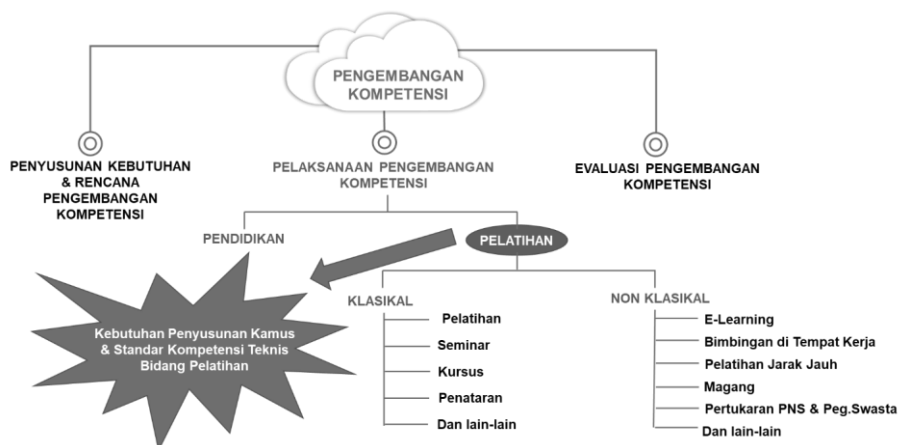 PENGEMBANGAN
KOMPETENSI
PENYUSUNAN KEBUTUHAN
& RENCANA
PENGEMBANGAN
KOMPETENSI
PELAKSANAAN PENGEMBANGAN
KOMPETENSI
EVALUASI PENGEMBANGAN
KOMPETENSI
PENDIDIKAN
PELATIHAN
Kebutuhan Penyusunan Kamus
& Standar Kompetensi Teknis
Bidang Pelatihan
KLASIKAL
Pelatihan
Seminar
Kursus
Penataran
Dan lain-lain
NON KLASIKAL
E-Learning
Bimbingan di Tempat Kerja
Pelatihan Jarak Jauh
Magang
Pertukaran PNS & Peg.Swasta
Dan lain-lain